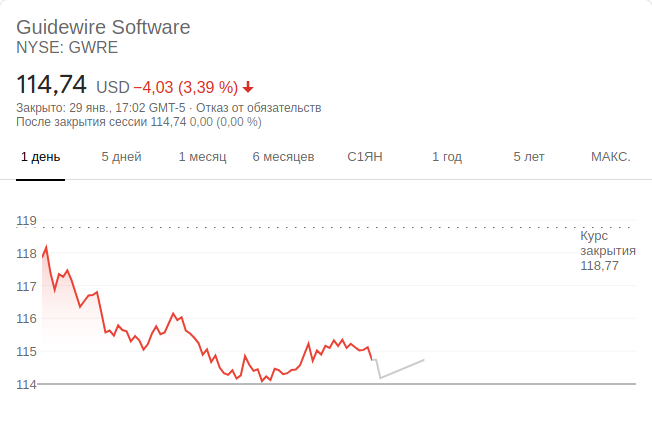 Guidewire Software
NYSE: GWRE
114,74 USD −4,03 (3,39 %)
Закрыто: 29 янв., 17:02 GMT-5 · Отказ от обязательств
После закрытия сессии 114,74 0,00 (0,00 %)
1 день 5 дней 1 месяц 6 месяцев С1ЯН 1 год 5 лет МАКС.
119
118
117
116
115
114
Курс
закрытия
118,77